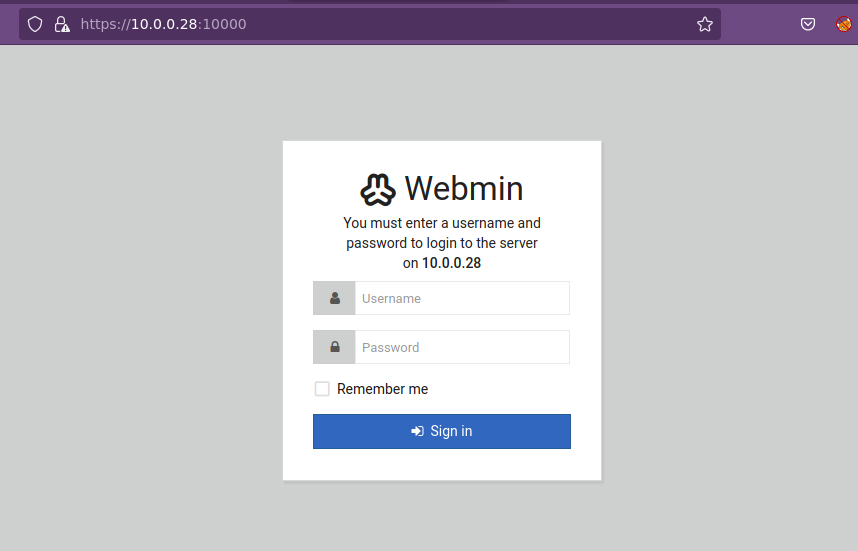 https://10.0.0.28:10000
Webmin
You must enter a username and
password to login to the server
on 10.0.0.28
Username
Password
Remember me
Sign in